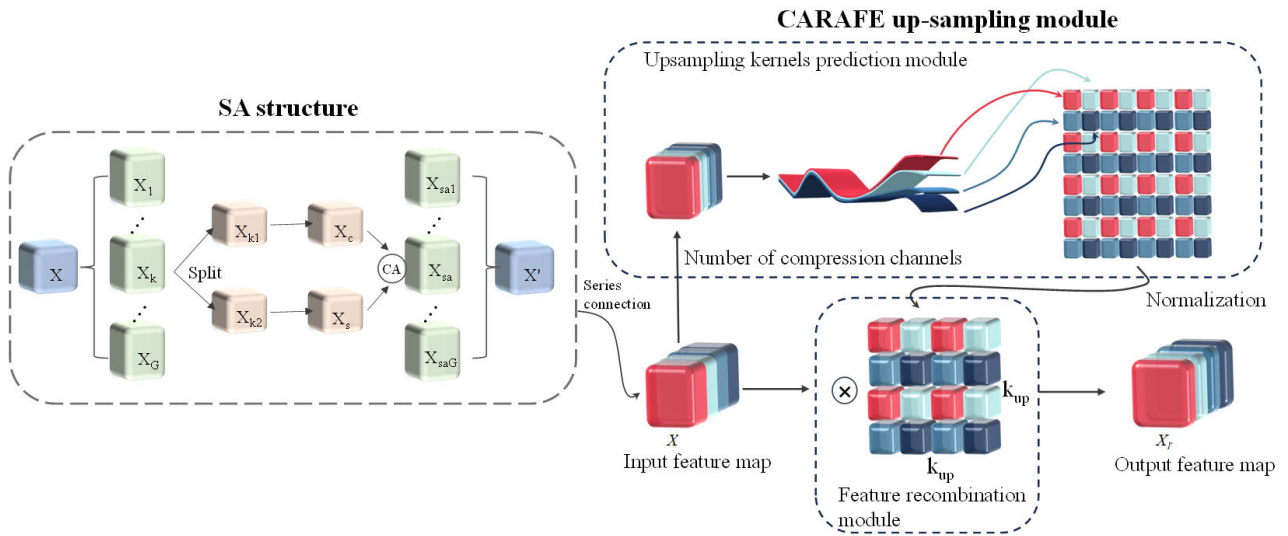 CARAFE up-sampling module
Upsampling kernels prediction module
SA structure
X1
Xsa1
Xk1
Xc
X
Xk
Split
CA
Xsa
X'
Xk2
Xs
XG
XsaG
Series
connection
Number of compression channels
Normalization
kup
X
Input feature map
kup
Feature recombination
module
Xr
Output feature map